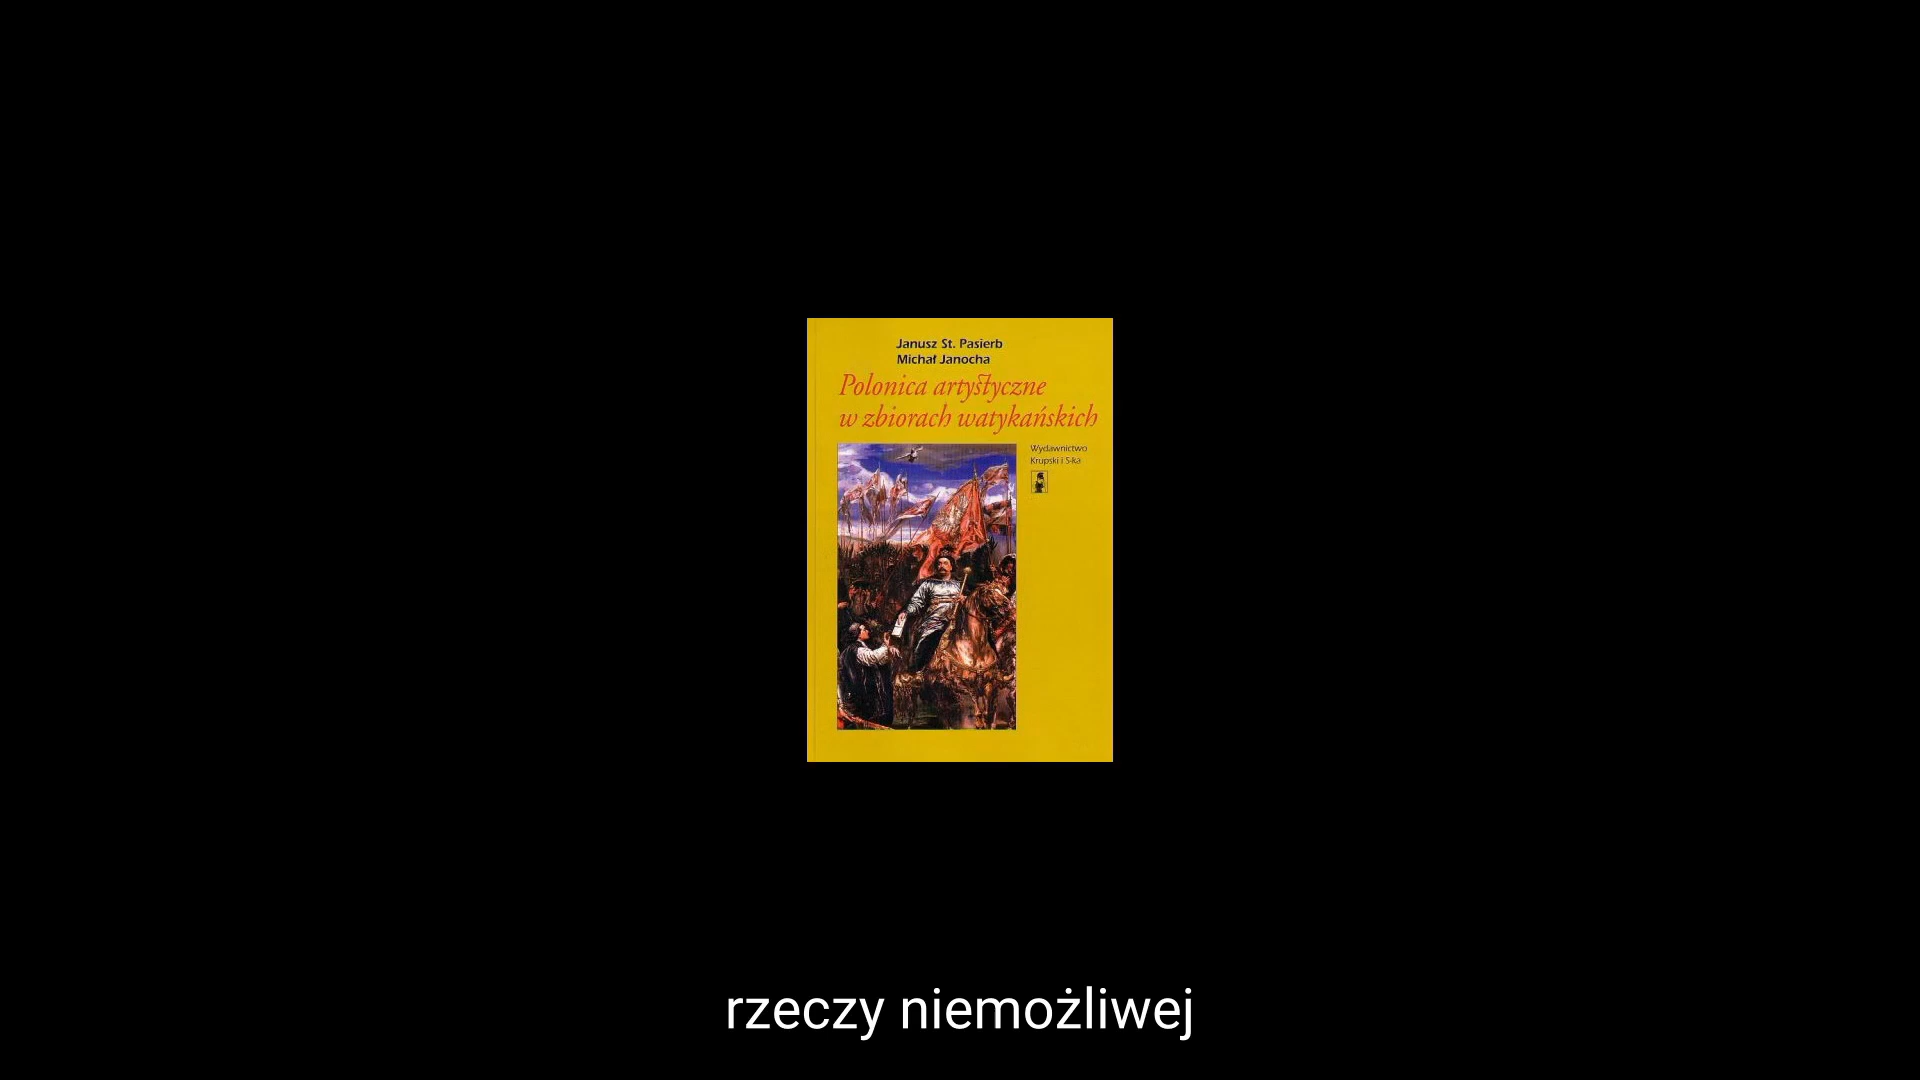 Janusz St. Pasierb
Michał Janocha
Polonica artystyczne
w zbiorach watykańskich
Wydawnictwo
Krupski i S-ka
rzeczy niemożliwej